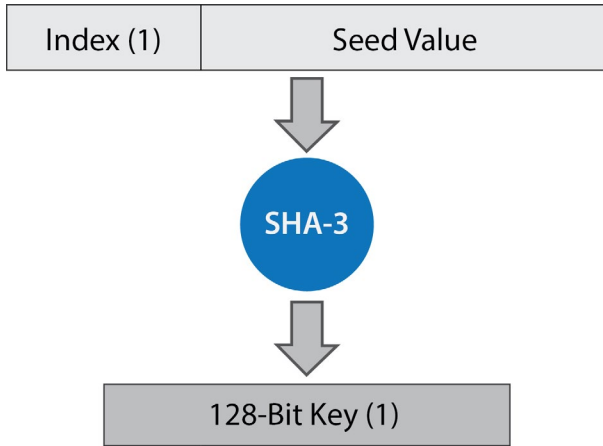 Index (1)
Seed Value
SHA-3
128-Bit Key (1)